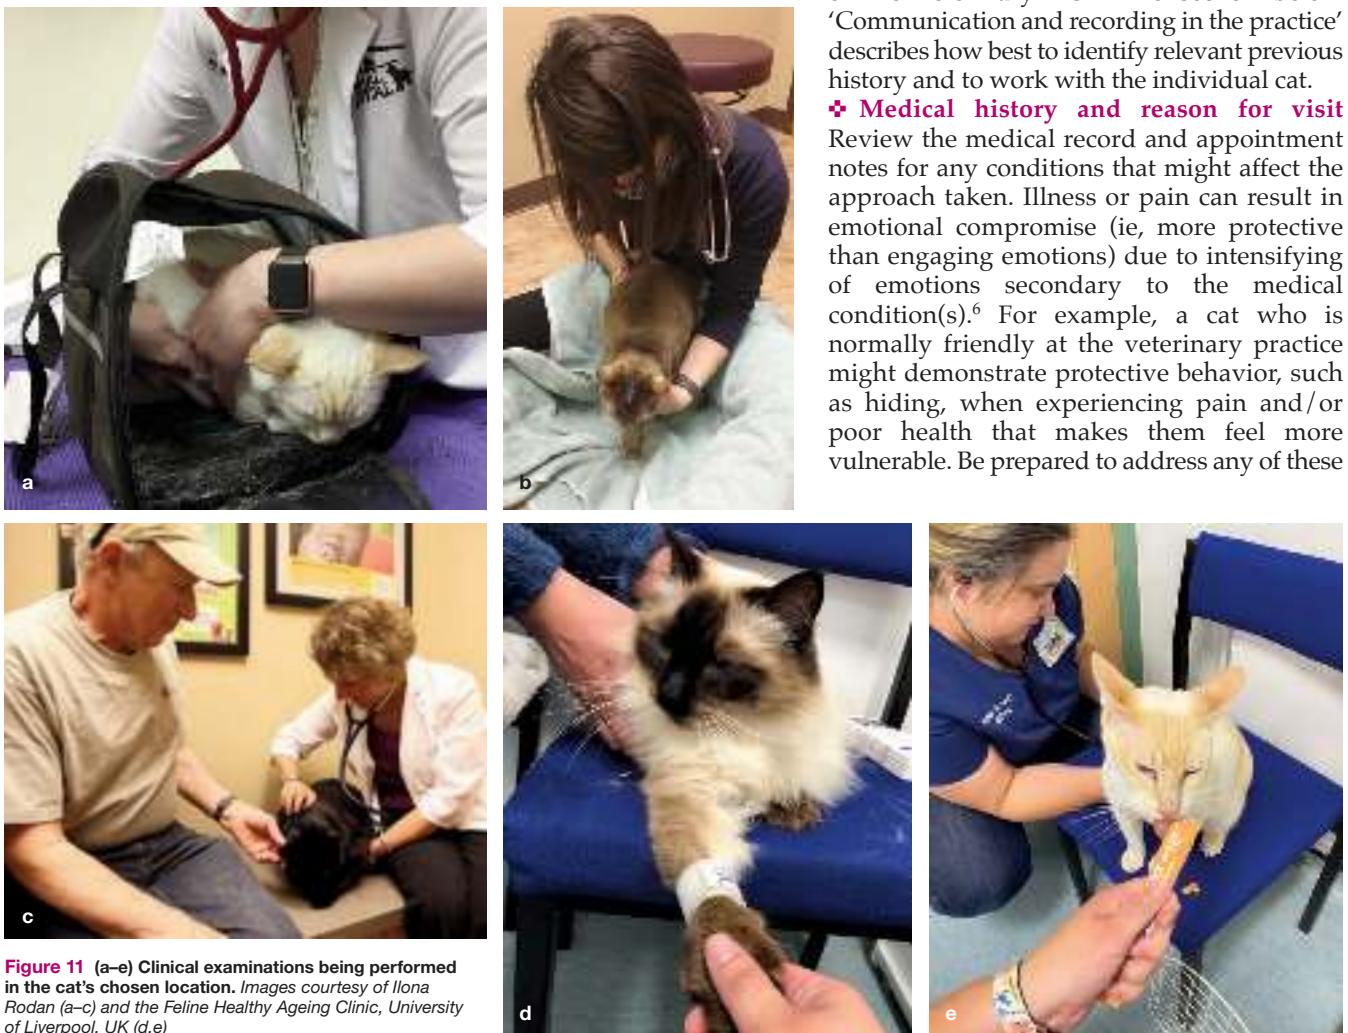 'Communication and recording in the practice'
describes how best to identify relevant previous
history and to work with the individual cat.
✤ Medical history and reason for visit
Review the medical record and appointment
notes for any conditions that might affect the
approach taken. Illness or pain can result in
emotional compromise (ie, more protective
than engaging emotions) due to intensifying
of emotions secondary to the medical
condition(s).⁶ For example, a cat who is
normally friendly at the veterinary practice
might demonstrate protective behavior, such
as hiding, when experiencing pain and/or
poor health that makes them feel more
vulnerable. Be prepared to address any of these
a
b
c
d
e
Figure 11 (a–e) Clinical examinations being performed
in the cat's chosen location. Images courtesy of Ilona
Rodan (a–c) and the Feline Healthy Ageing Clinic, University
of Liverpool, UK (d,e)